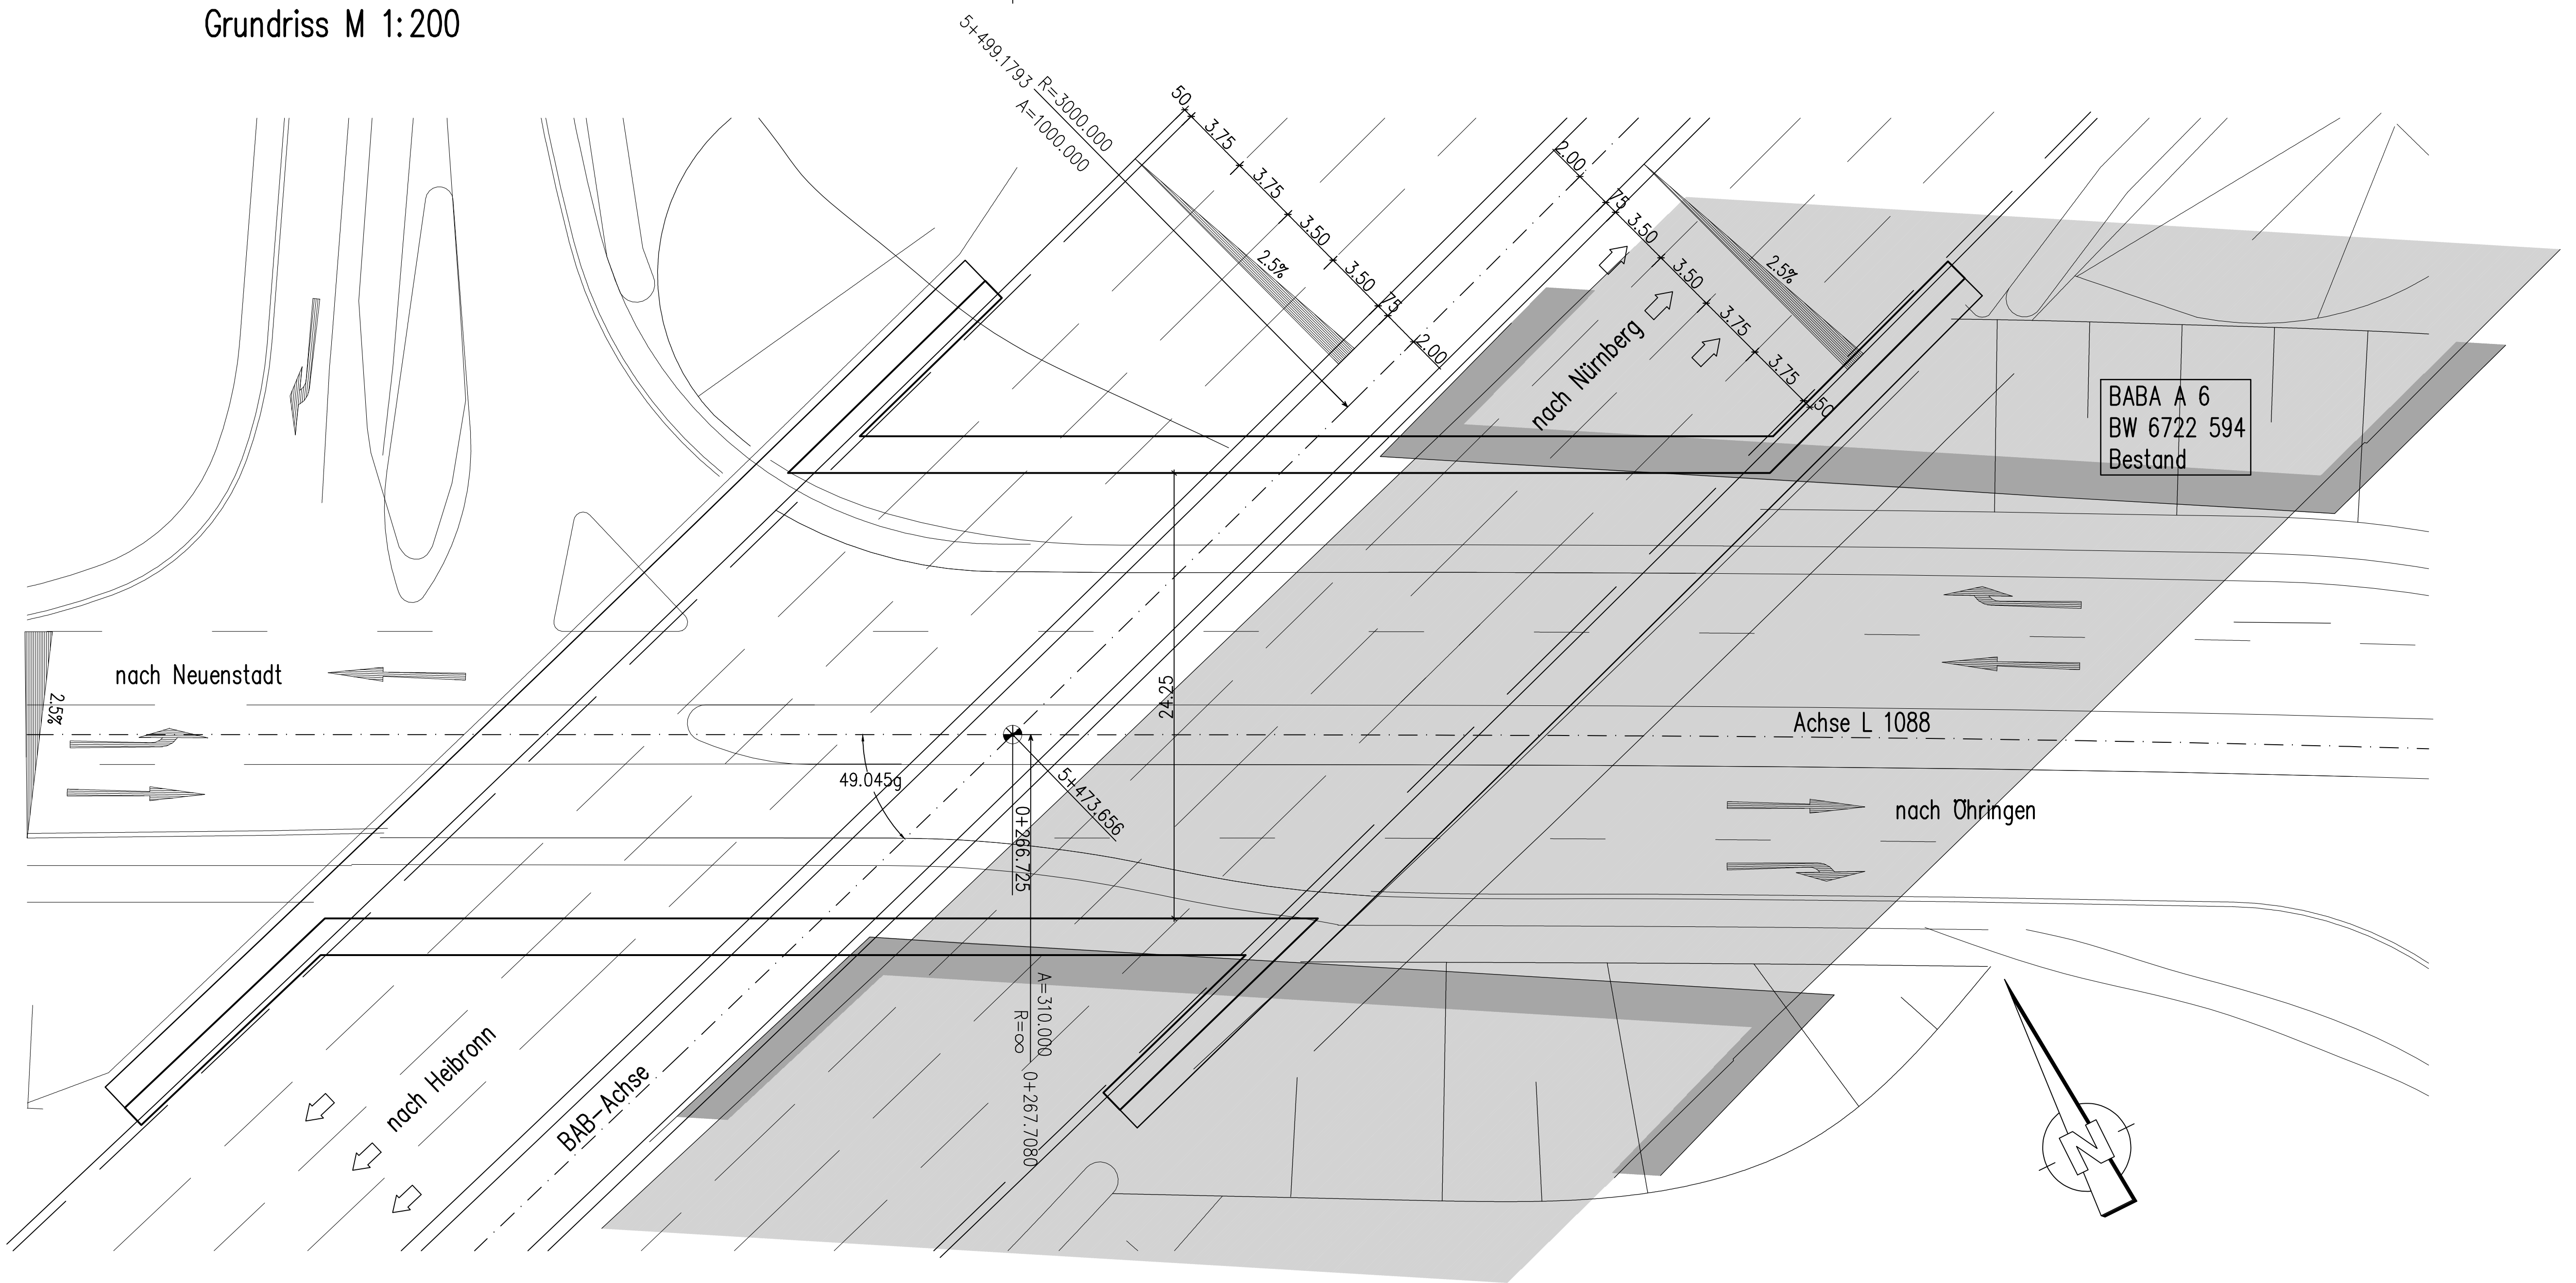 Grundriss M 1:200
5+499.1793
R=3000.000
A=1000.000
50
3.75
3.75
3.50
3.50
75
2.00
2.5%
2.00
75
3.50
3.50
3.75
3.75
50
2.5%
nach Nürnberg
BABA A 6
BW 6722 594
Bestand
nach Neuenstadt
2.5%
24.25
Achse L 1088
49.045g
5+473.656
0+266.725
nach Öhringen
A=310.000
R=∞
0+267.7080
nach Heibronn
BAB-Achse
N